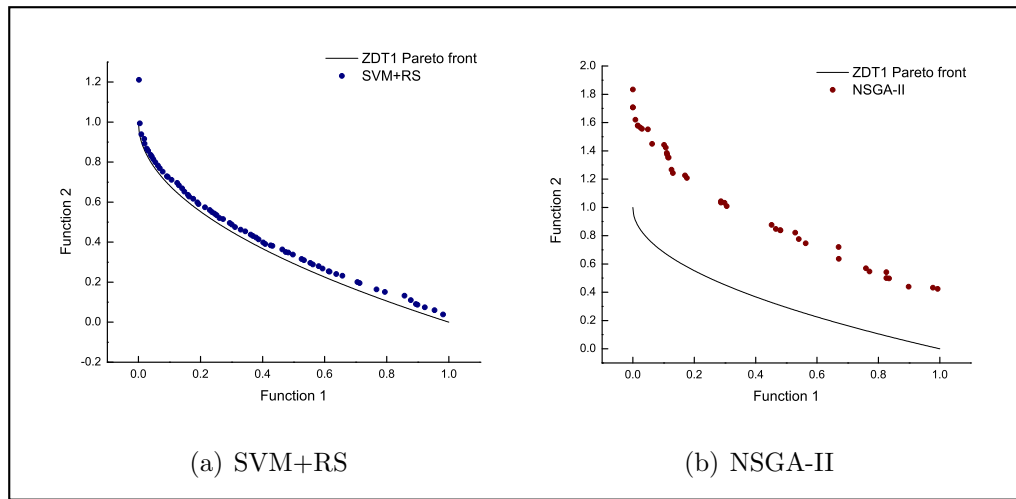 ZDT1 Pareto front
SVM+RS
1.2
1.0
0.8
0.6
0.4
0.2
0.0
-0.2
Function 2
0.0 0.2 0.4 0.6 0.8 1.0
Function 1
(a) SVM+RS
ZDT1 Pareto front
NSGA-II
2.0
1.8
1.6
1.4
1.2
1.0
0.8
0.6
0.4
0.2
0.0
Function 2
0.0 0.2 0.4 0.6 0.8 1.0
Function 1
(b) NSGA-II